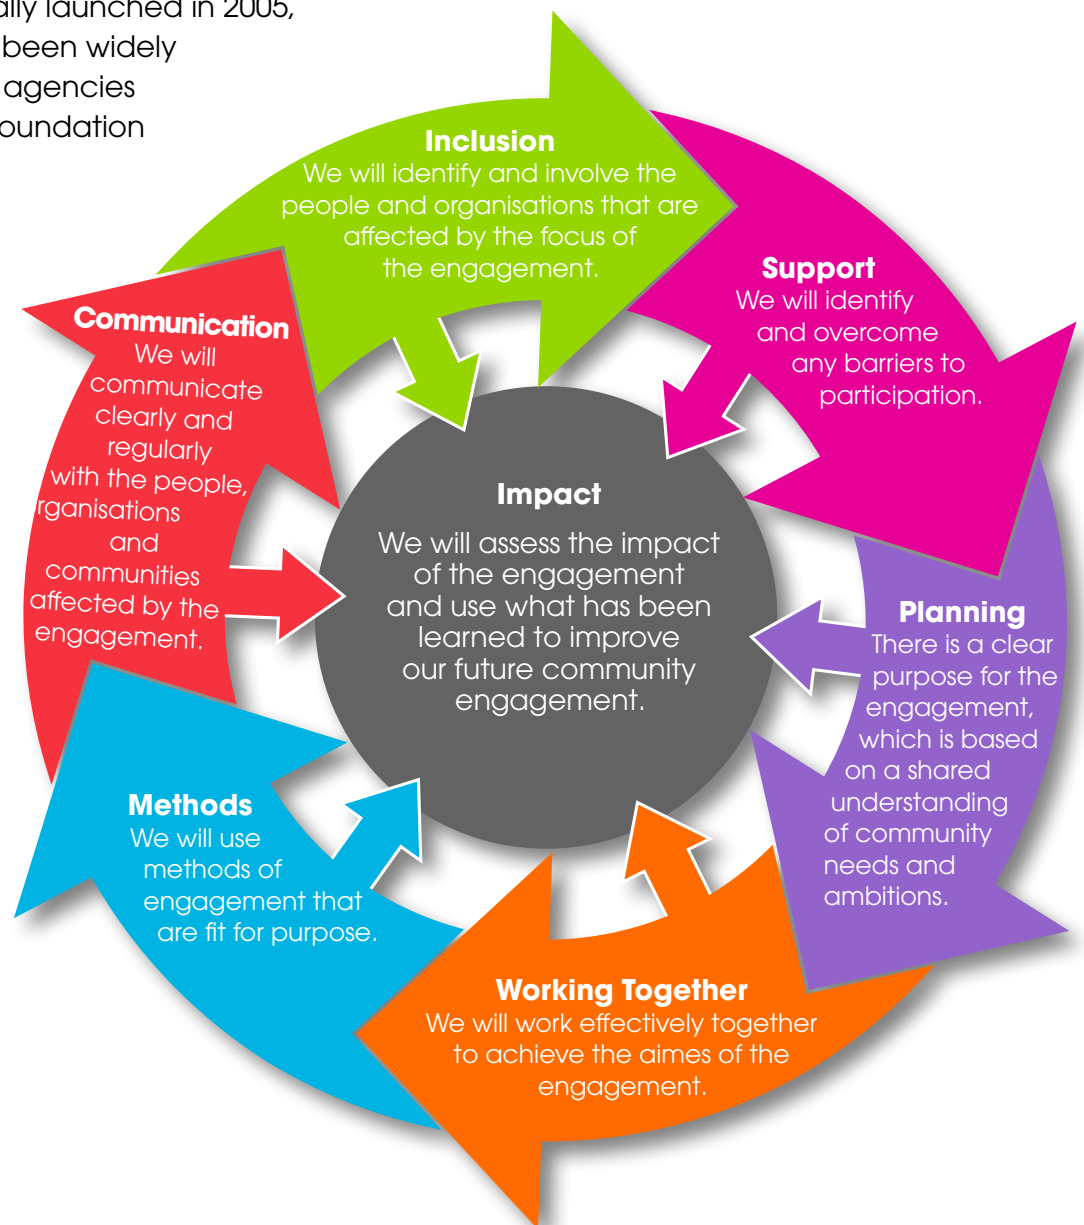 ally launched in 2005,
been widely
agencies
oundation
Inclusion
We will identify and involve the
people and organisations that are
affected by the focus of
the engagement.
Support
We will identify
and overcome
any barriers to
participation.
Planning
There is a clear
purpose for the
engagement,
which is based
on a shared
understanding
of community
needs and
ambitions.
Working Together
We will work effectively together
to achieve the aimes of the
engagement.
Methods
We will use
methods of
engagement that
are fit for purpose.
Communication
We will
communicate
clearly and
regularly
with the people,
rganisations
and
communities
affected by the
engagement.
Impact
We will assess the impact
of the engagement
and use what has been
learned to improve
our future community
engagement.